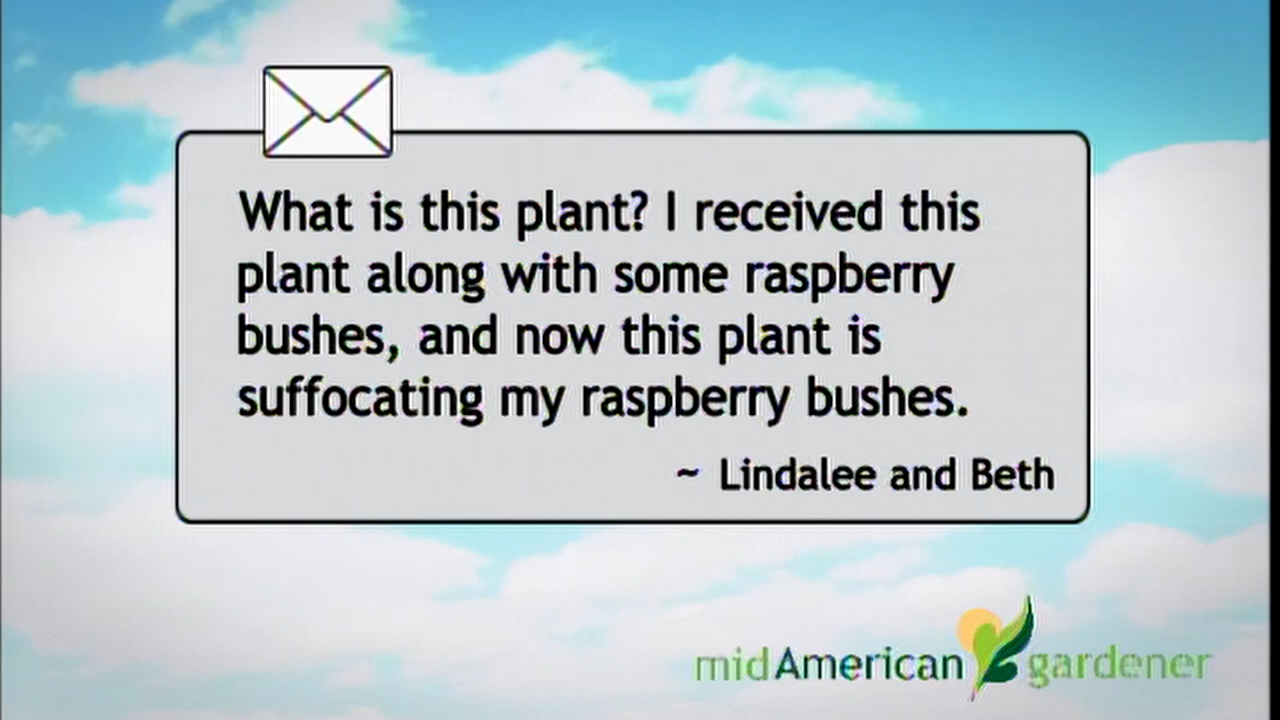 What is this plant? I received this
plant along with some raspberry
bushes, and now this plant is
suffocating my raspberry bushes.
~ Lindalee and Beth
midAmerican gardener